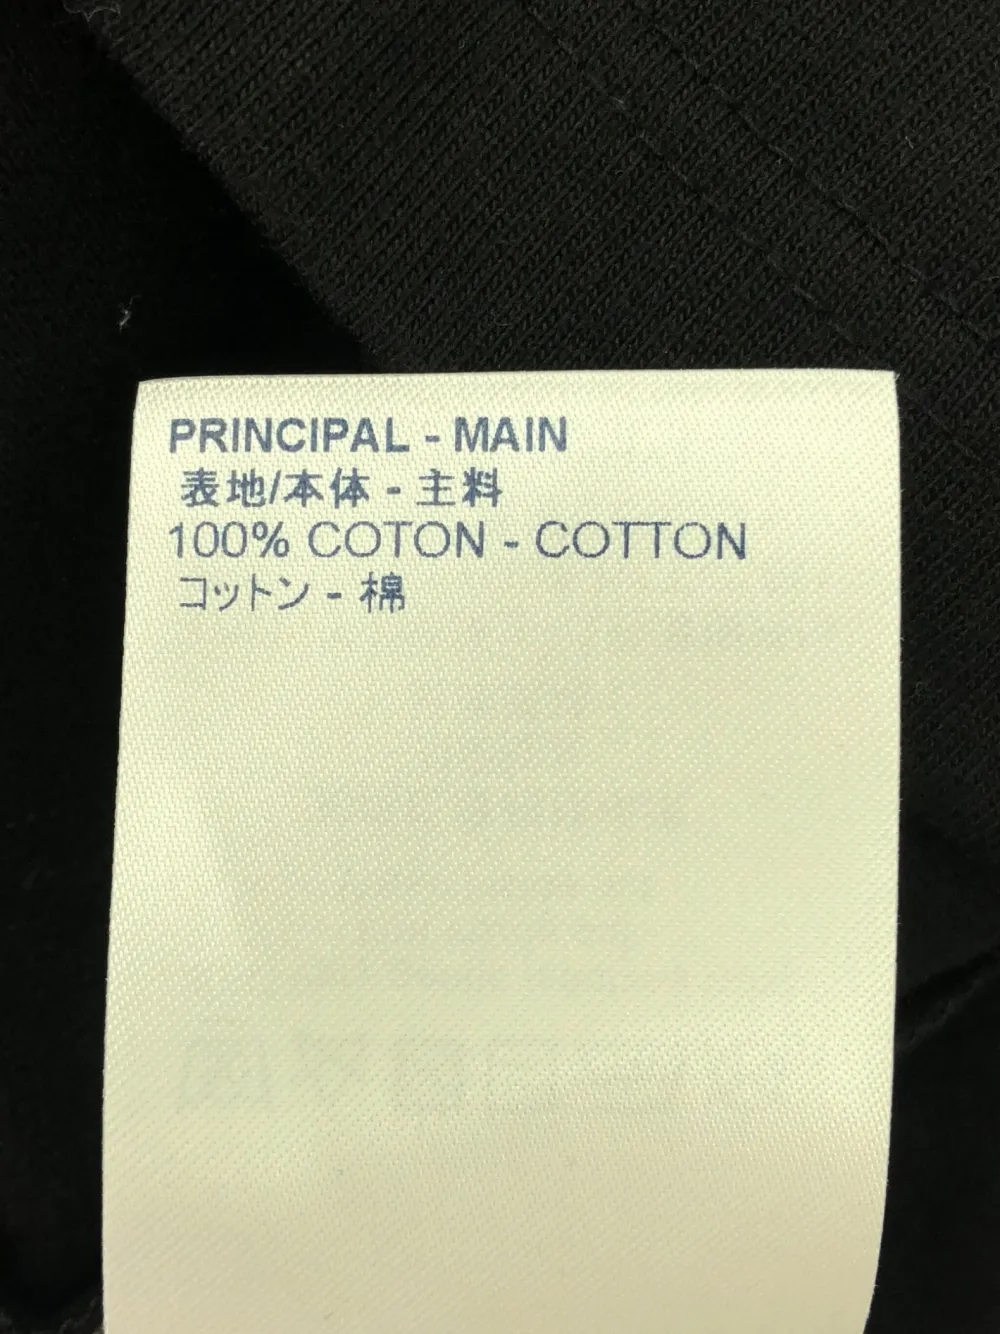 PRINCIPAL - MAIN
表地/本体 - 主料
100% COTON - COTTON
コットン - 棉